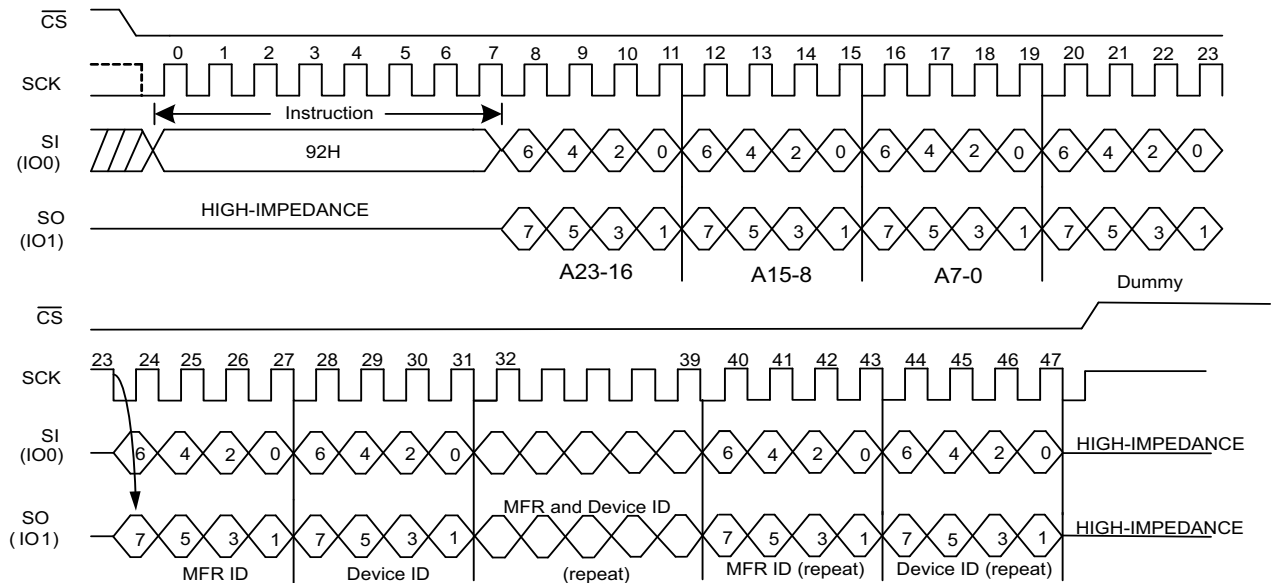 CS
0 1 2 3 4 5 6 7 8 9 10 11 12 13 14 15 16 17 18 19 20 21 22 23
SCK
Instruction
SI
(IO0)
92H
6 4 2 0 6 4 2 0 6 4 2 0 6 4 2 0
HIGH-IMPEDANCE
SO
(IO1)
7 5 3 1 7 5 3 1 7 5 3 1 7 5 3 1
A23-16 A15-8 A7-0 Dummy
CS
23 24 25 26 27 28 29 30 31 32 39 40 41 42 43 44 45 46 47
SCK
SI
(IO0)
6 4 2 0 6 4 2 0 6 4 2 0 6 4 2 0 HIGH-IMPEDANCE
MFR and Device ID
SO
(IO1)
7 5 3 1 7 5 3 1 7 5 3 1 7 5 3 1 HIGH-IMPEDANCE
MFR ID Device ID (repeat) MFR ID (repeat) Device ID (repeat)